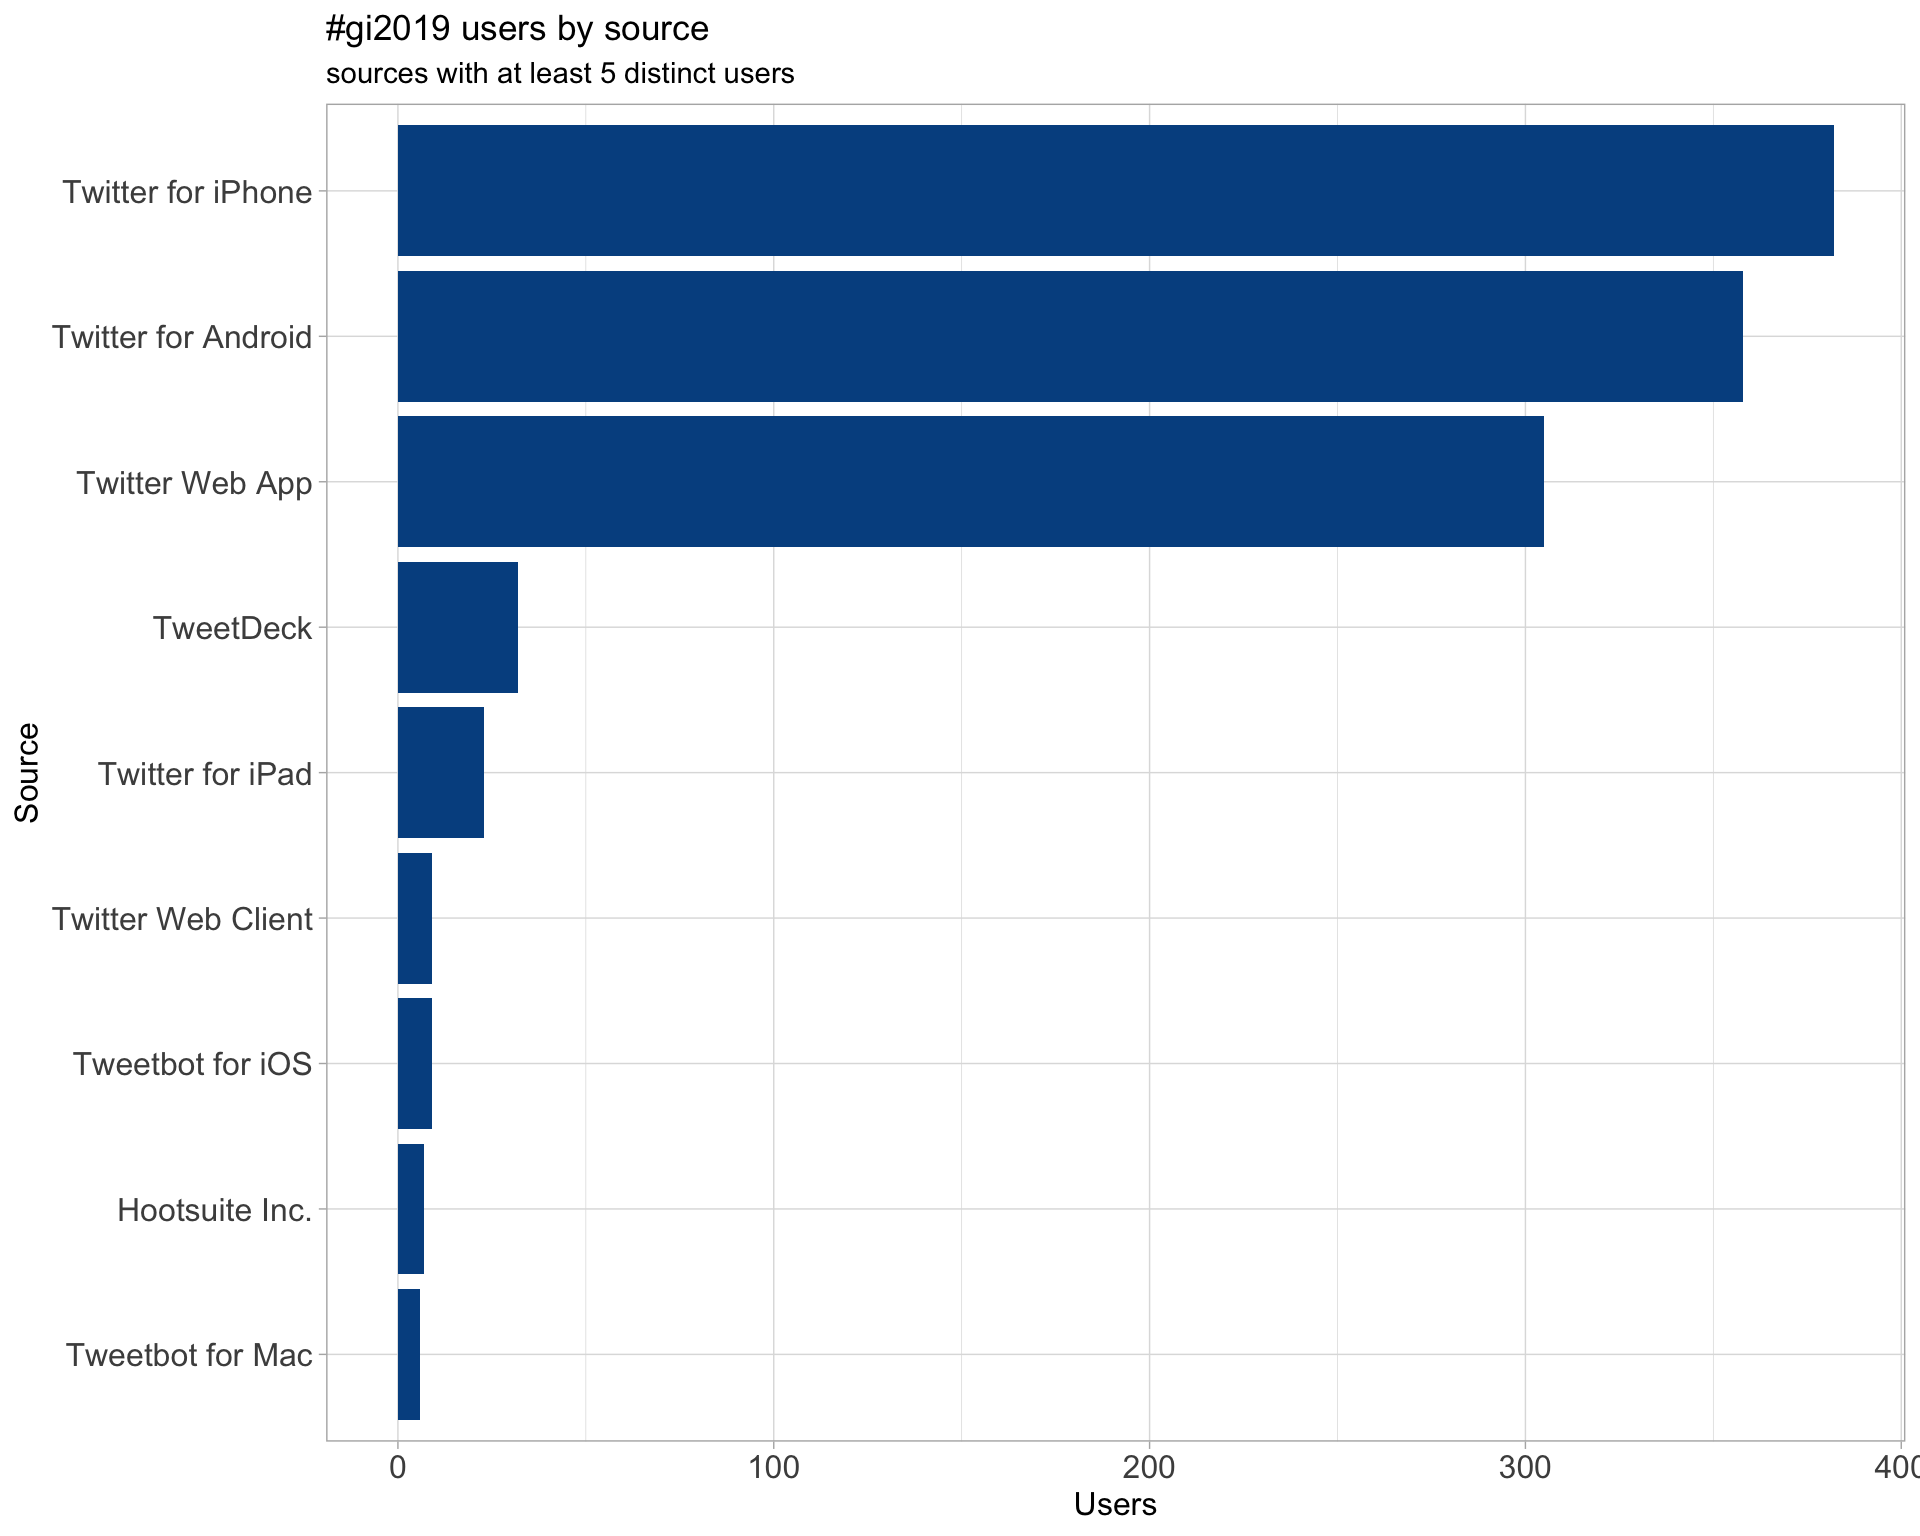 #gi2019 users by source
sources with at least 5 distinct users
Twitter for iPhone
Twitter for Android
Twitter Web App
TweetDeck
Twitter for iPad
Twitter Web Client
Tweetbot for iOS
Hootsuite Inc.
Tweetbot for Mac
Source
0 100 200 300 400
Users